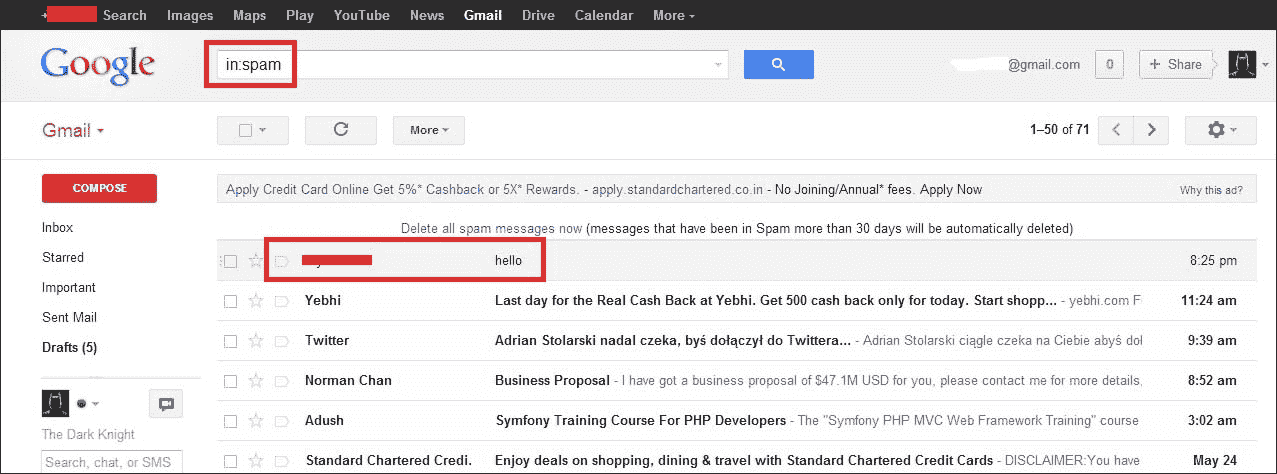 Search Images Maps Play YouTube News Gmail Drive Calendar More
Google in:spam @gmail.com 0 + Share
Gmail More 1–50 of 71
COMPOSE
Apply Credit Card Online Get 5%* Cashback or 5X* Rewards. - apply.standardchartered.co.in - No Joining/Annual* fees. Apply Now Why this ad?
Inbox
Starred
Important
Sent Mail
Drafts (5)
The Dark Knight
Search, chat, or SMS
Delete all spam messages now (messages that have been in Spam more than 30 days will be automatically deleted)
hello 8:25 pm
Yebhi Last day for the Real Cash Back at Yebhi. Get 500 cash back only for today. Start shopp... - yebhi.com F 11:24 am
Twitter Adrian Stolarski nadal czeka, byś dołączył do Twittera... - Adrian Stolarski ciągle czeka na Ciebie abyś doł 9:39 am
Norman Chan Business Proposal - I have got a business proposal of $47.1M USD for you, please contact me for more details, 8:52 am
Adush Symfony Training Course For PHP Developers - The "Symfony PHP MVC Web Framework Training" course 3:02 am
Standard Chartered Credi. Enjoy deals on shopping, dining & travel with Standard Chartered Credit Cards - DISCLAIMER:You have May 24